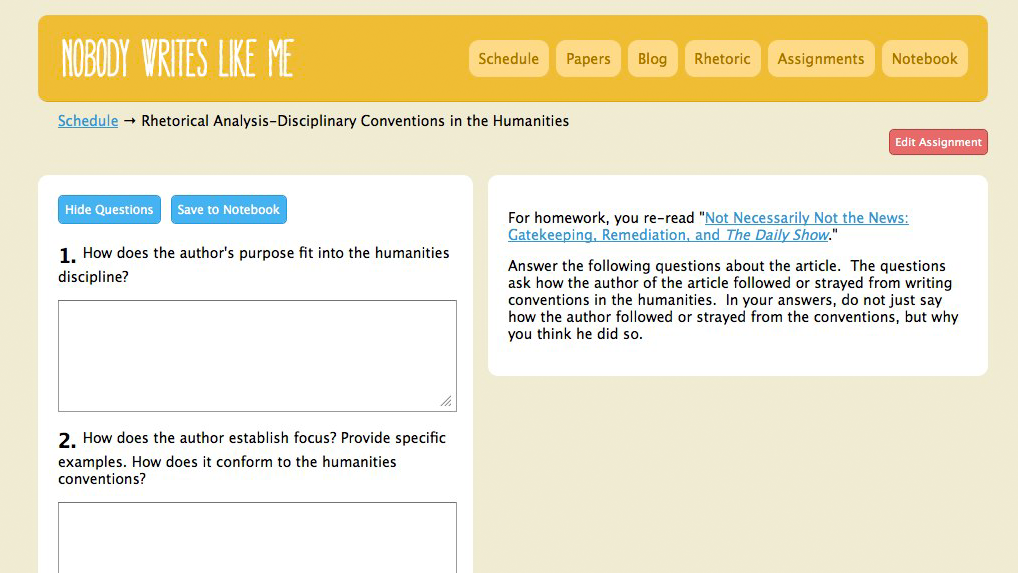 NOBODY WRITES LIKE ME
Schedule
Papers
Blog
Rhetoric
Assignments
Notebook
Schedule → Rhetorical Analysis–Disciplinary Conventions in the Humanities
Edit Assignment
Hide Questions
Save to Notebook
1. How does the author's purpose fit into the humanities
discipline?
2. How does the author establish focus? Provide specific
examples. How does it conform to the humanities
conventions?
For homework, you re-read "Not Necessarily Not the News:
Gatekeeping, Remediation, and The Daily Show."
Answer the following questions about the article.  The questions
ask how the author of the article followed or strayed from writing
conventions in the humanities.  In your answers, do not just say
how the author followed or strayed from the conventions, but why
you think he did so.